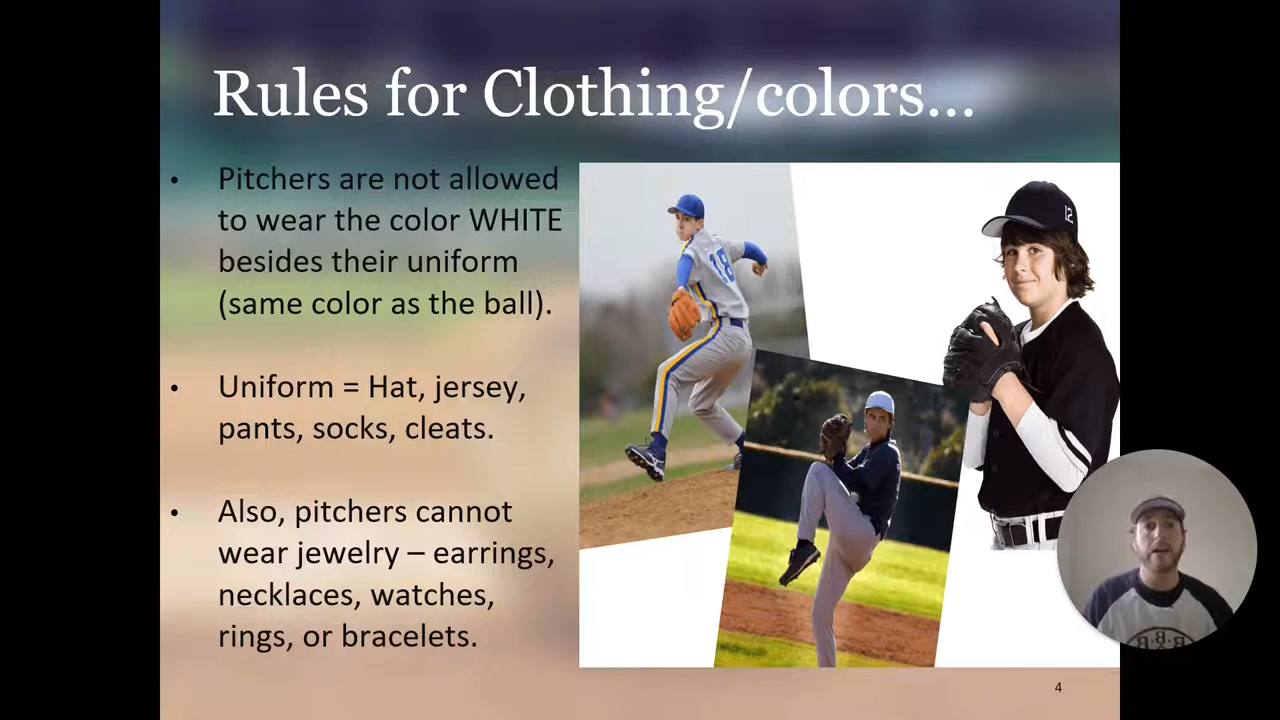 Rules for Clothing/colors...
• Pitchers are not allowed
to wear the color WHITE
besides their uniform
(same color as the ball).
• Uniform = Hat, jersey,
pants, socks, cleats.
• Also, pitchers cannot
wear jewelry – earrings,
necklaces, watches,
rings, or bracelets.
18
12
4